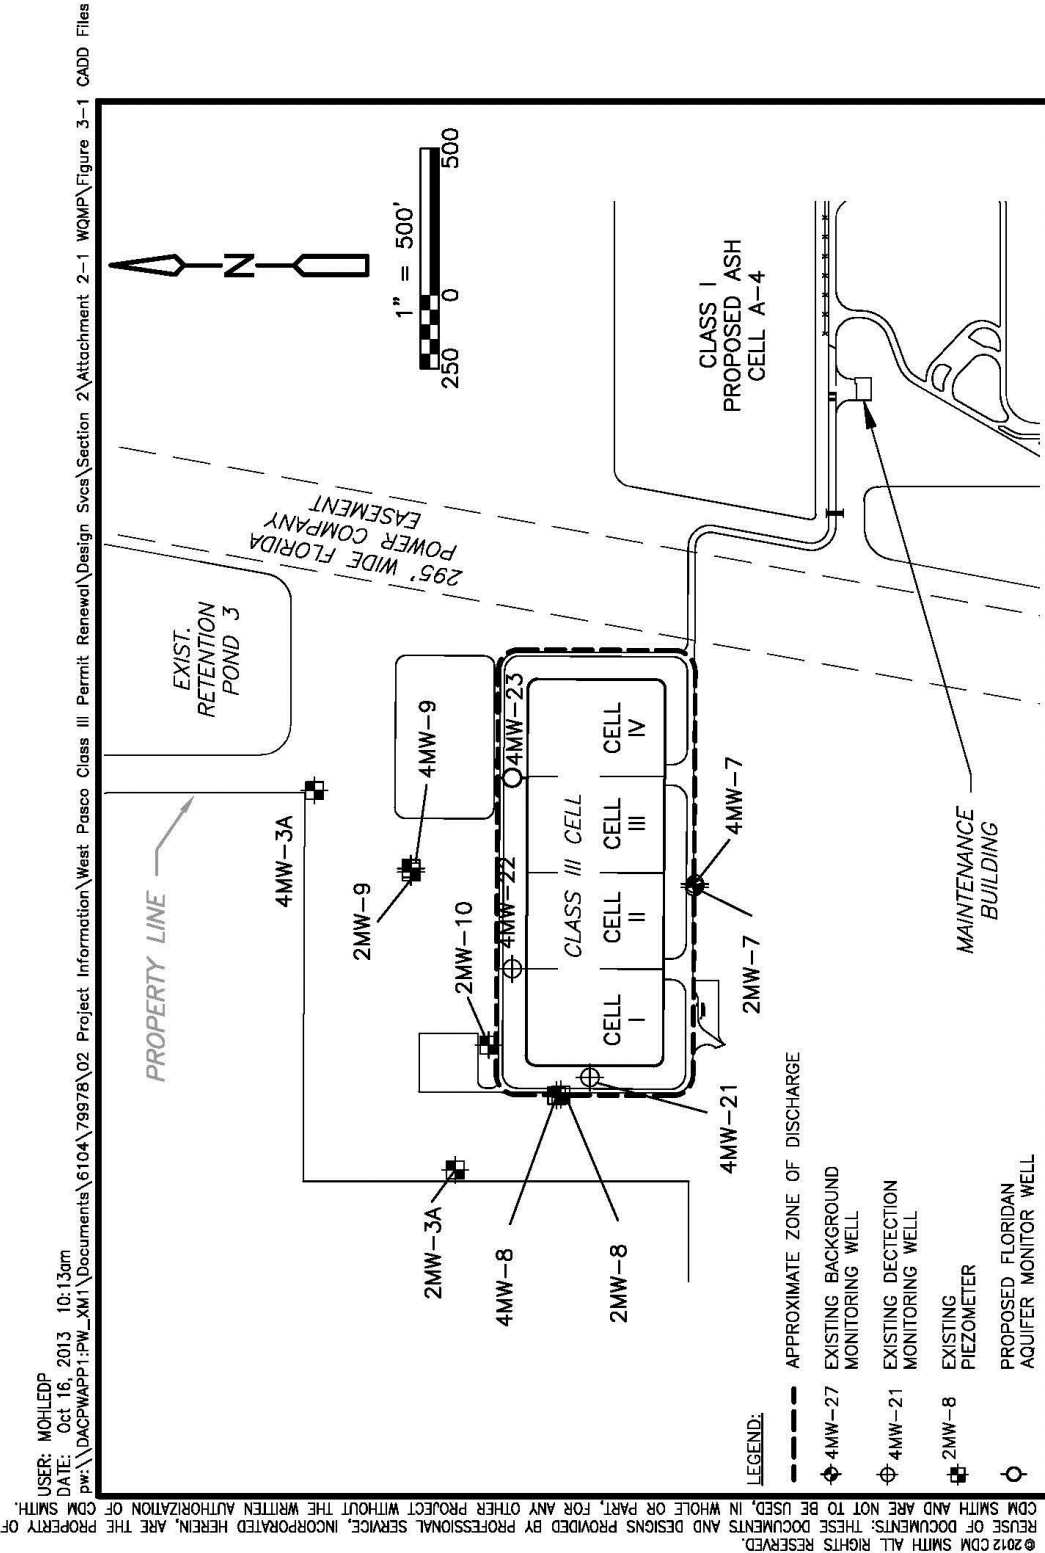 USER: MOHLEDP
DATE: Oct 16, 2013 10:13am
pw:\\DACPWAPP1:PW_XM1\Documents\6104\79978\02 Project Information\West Pasco Class III Permit Renewal\Design Svcs\Section 2\Attachment 2-1 WQMP\Figure 3-1 CADD Files
N
1" = 500'
250 0 500
EXIST.
RETENTION
POND 3
295' WIDE FLORIDA
POWER COMPANY
EASEMENT
CLASS I
PROPOSED ASH
CELL A-4
PROPERTY LINE
4MW-3A
2MW-9
4MW-9
2MW-10
4MW-22
4MW-23
CLASS III CELL
CELL
I
CELL
II
CELL
III
CELL
IV
2MW-3A
4MW-8
2MW-8
4MW-21
2MW-7
4MW-7
MAINTENANCE
BUILDING
LEGEND:
APPROXIMATE ZONE OF DISCHARGE
4MW-27 EXISTING BACKGROUND
MONITORING WELL
4MW-21 EXISTING DECTECTION
MONITORING WELL
2MW-8 EXISTING
PIEZOMETER
PROPOSED FLORIDAN
AQUIFER MONITOR WELL
© 2012 CDM SMITH ALL RIGHTS RESERVED.
REUSE OF DOCUMENTS: THESE DOCUMENTS AND DESIGNS PROVIDED BY PROFESSIONAL SERVICE, INCORPORATED HEREIN, ARE THE PROPERTY OF
CDM SMITH AND ARE NOT TO BE USED, IN WHOLE OR PART, FOR ANY OTHER PROJECT WITHOUT THE WRITTEN AUTHORIZATION OF CDM SMITH.